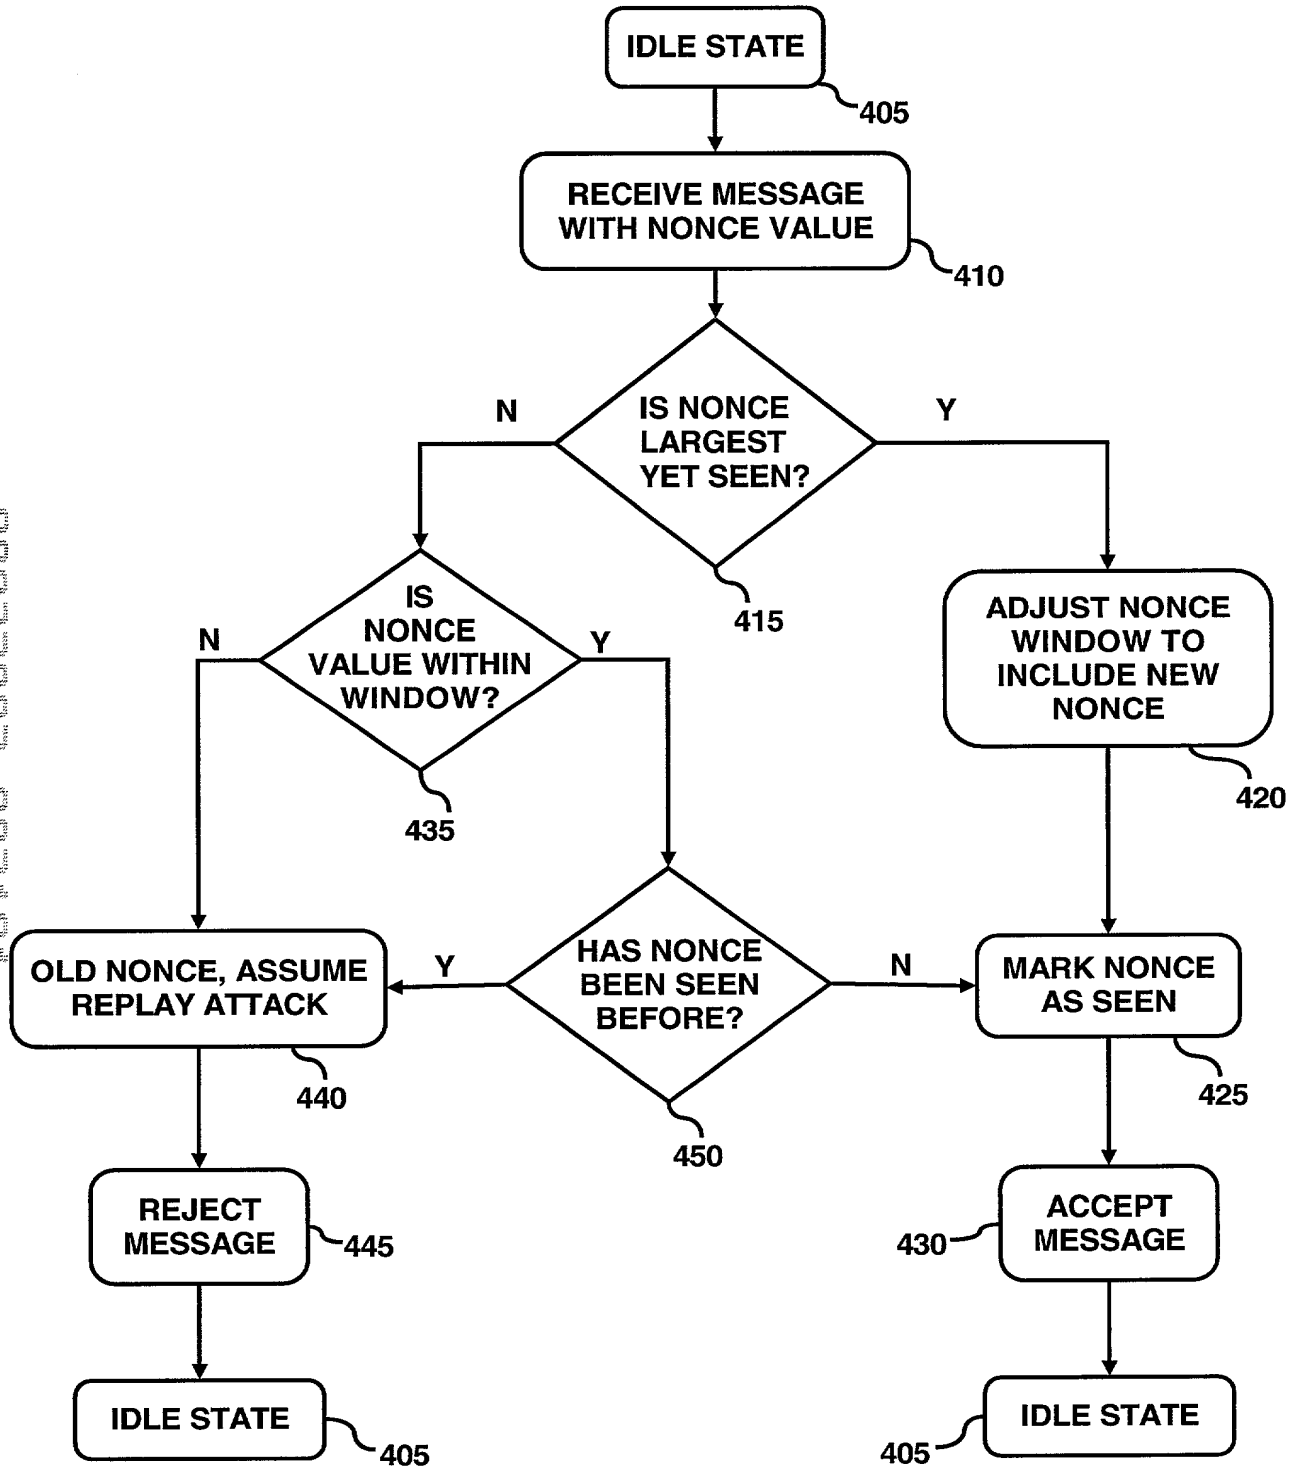 IDLE STATE
405
RECEIVE MESSAGE
WITH NONCE VALUE
410
N
IS NONCE
LARGEST
YET SEEN?
Y
415
N
IS
NONCE
VALUE WITHIN
WINDOW?
Y
435
ADJUST NONCE
WINDOW TO
INCLUDE NEW
NONCE
420
OLD NONCE, ASSUME
REPLAY ATTACK
440
Y
HAS NONCE
BEEN SEEN
BEFORE?
N
450
MARK NONCE
AS SEEN
425
REJECT
MESSAGE
445
430
ACCEPT
MESSAGE
IDLE STATE
405
405
IDLE STATE